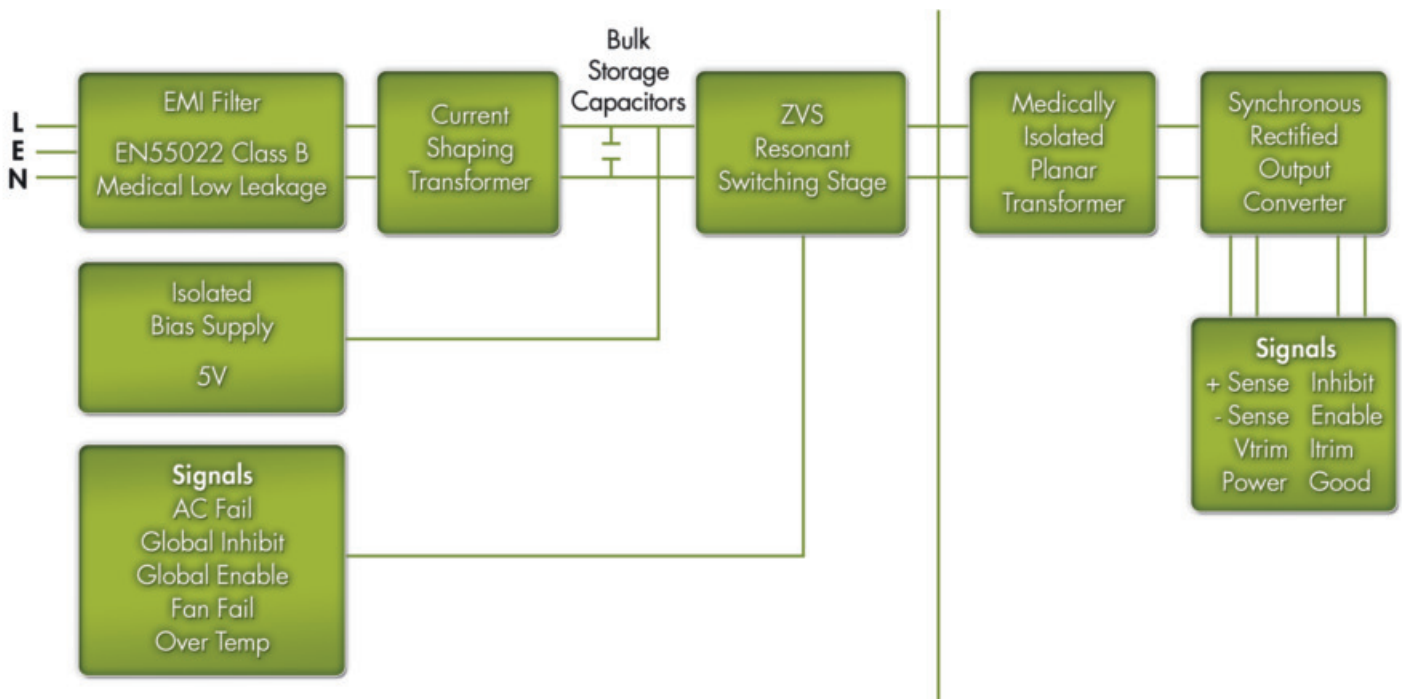 L
E
N
EMI Filter
EN55022 Class B
Medical Low Leakage
Current
Shaping
Transformer
Bulk
Storage
Capacitors
ZVS
Resonant
Switching Stage
Medically
Isolated
Planar
Transformer
Synchronous
Rectified
Output
Converter
Isolated
Bias Supply
5V
Signals
AC Fail
Global Inhibit
Global Enable
Fan Fail
Over Temp
Signals
+ Sense Inhibit
- Sense Enable
Vtrim Itrim
Power Good